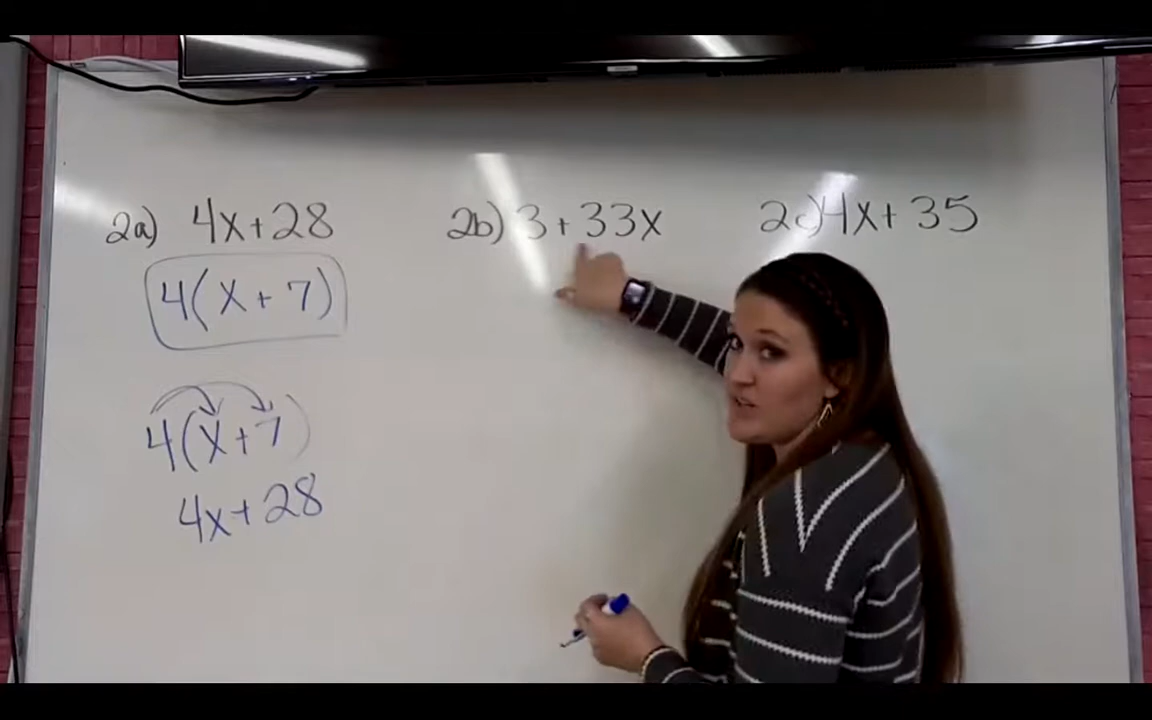 2a) 4x+28
4(x+7)
4(x+7)
4x+28
2b) 3+33x
2c) 4x+35